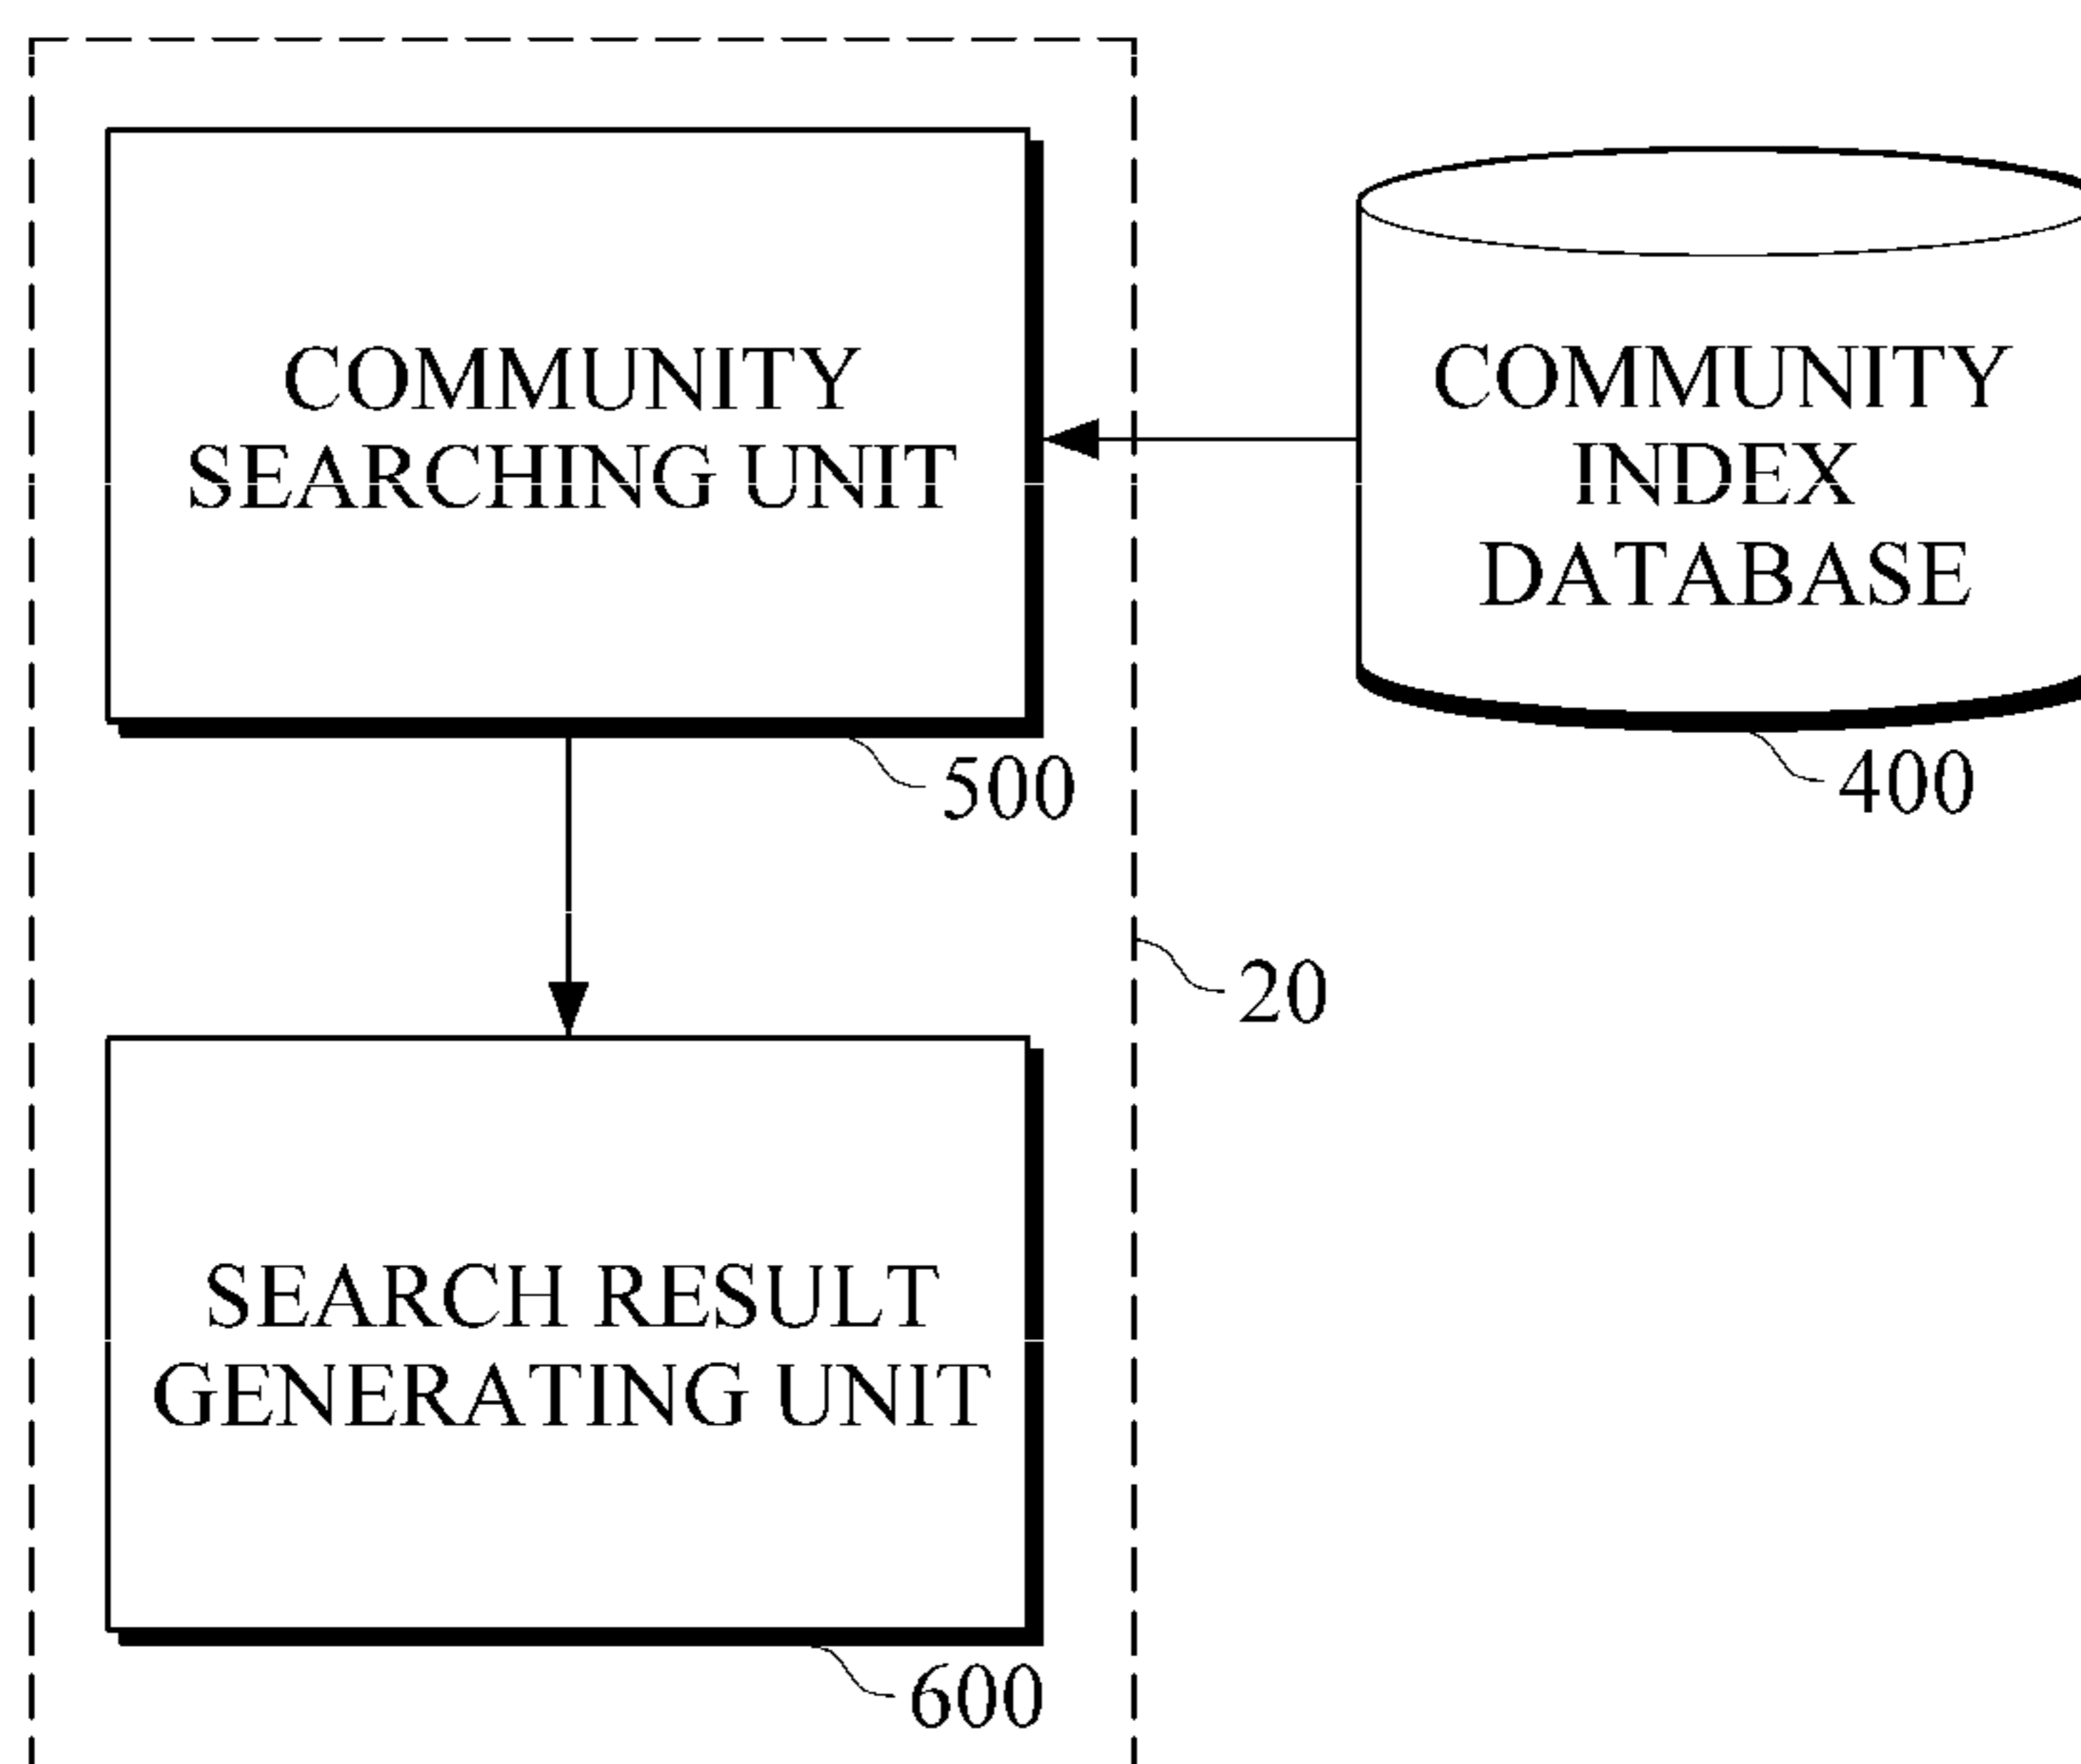 COMMUNITY
SEARCHING UNIT
500
COMMUNITY
INDEX
DATABASE
400
20
SEARCH RESULT
GENERATING UNIT
600